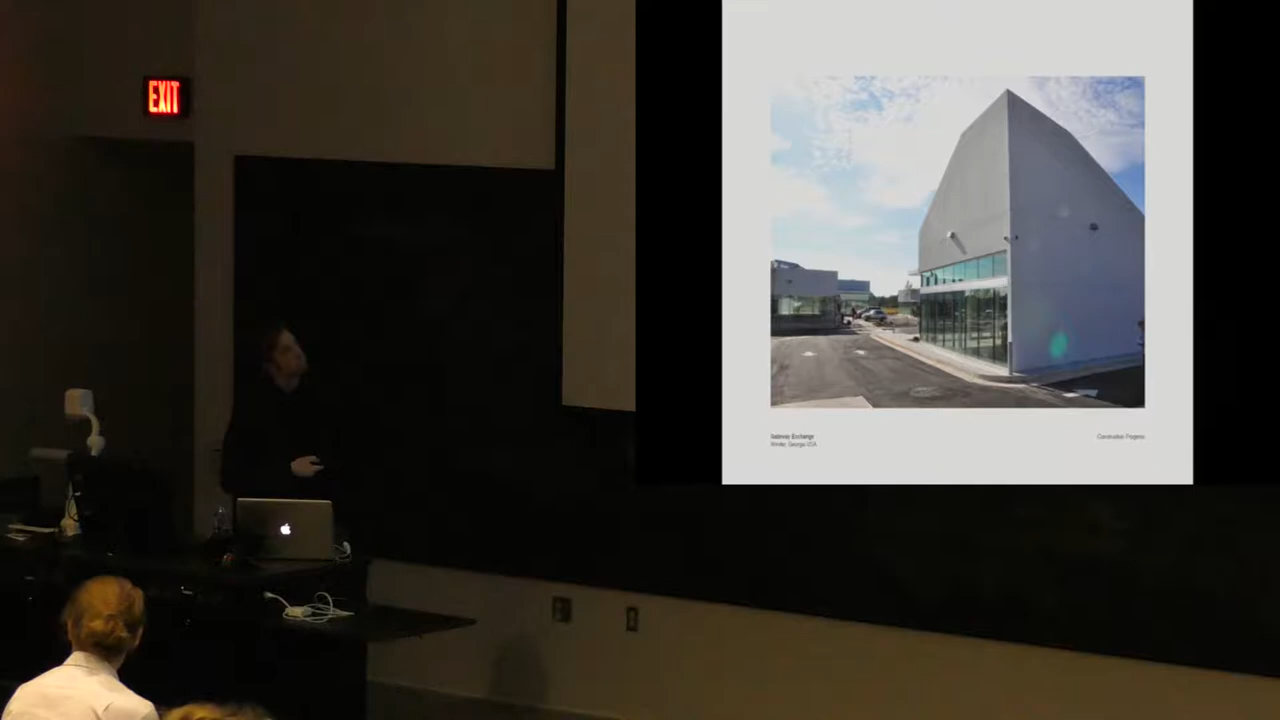 EXIT
Gateway Exchange
Winder, Georgia USA
Construction Progress